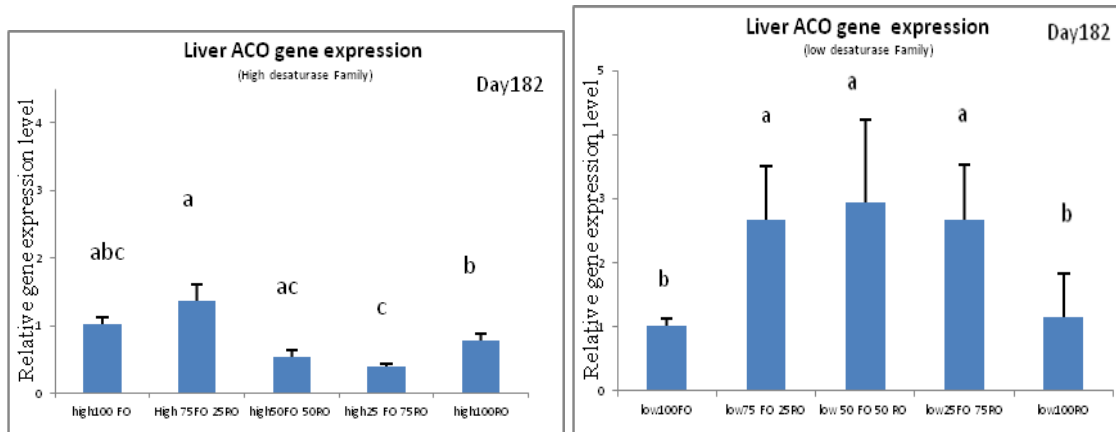 Liver ACO gene expression
(High desaturase Family)
Day182
Relative gene expression level
4
3
2
1
0
abc
a
ac
c
b
high100 FO
High 75FO 25RO
high50FO 50RO
high25 FO 75RO
high100RO
Liver ACO gene expression
(low desaturase Family)
Day182
Relative gene expression level
5
4
3
2
1
0
b
a
a
a
b
low100FO
low75 FO 25RO
low 50 FO 50 RO
low25FO 75RO
low100RO